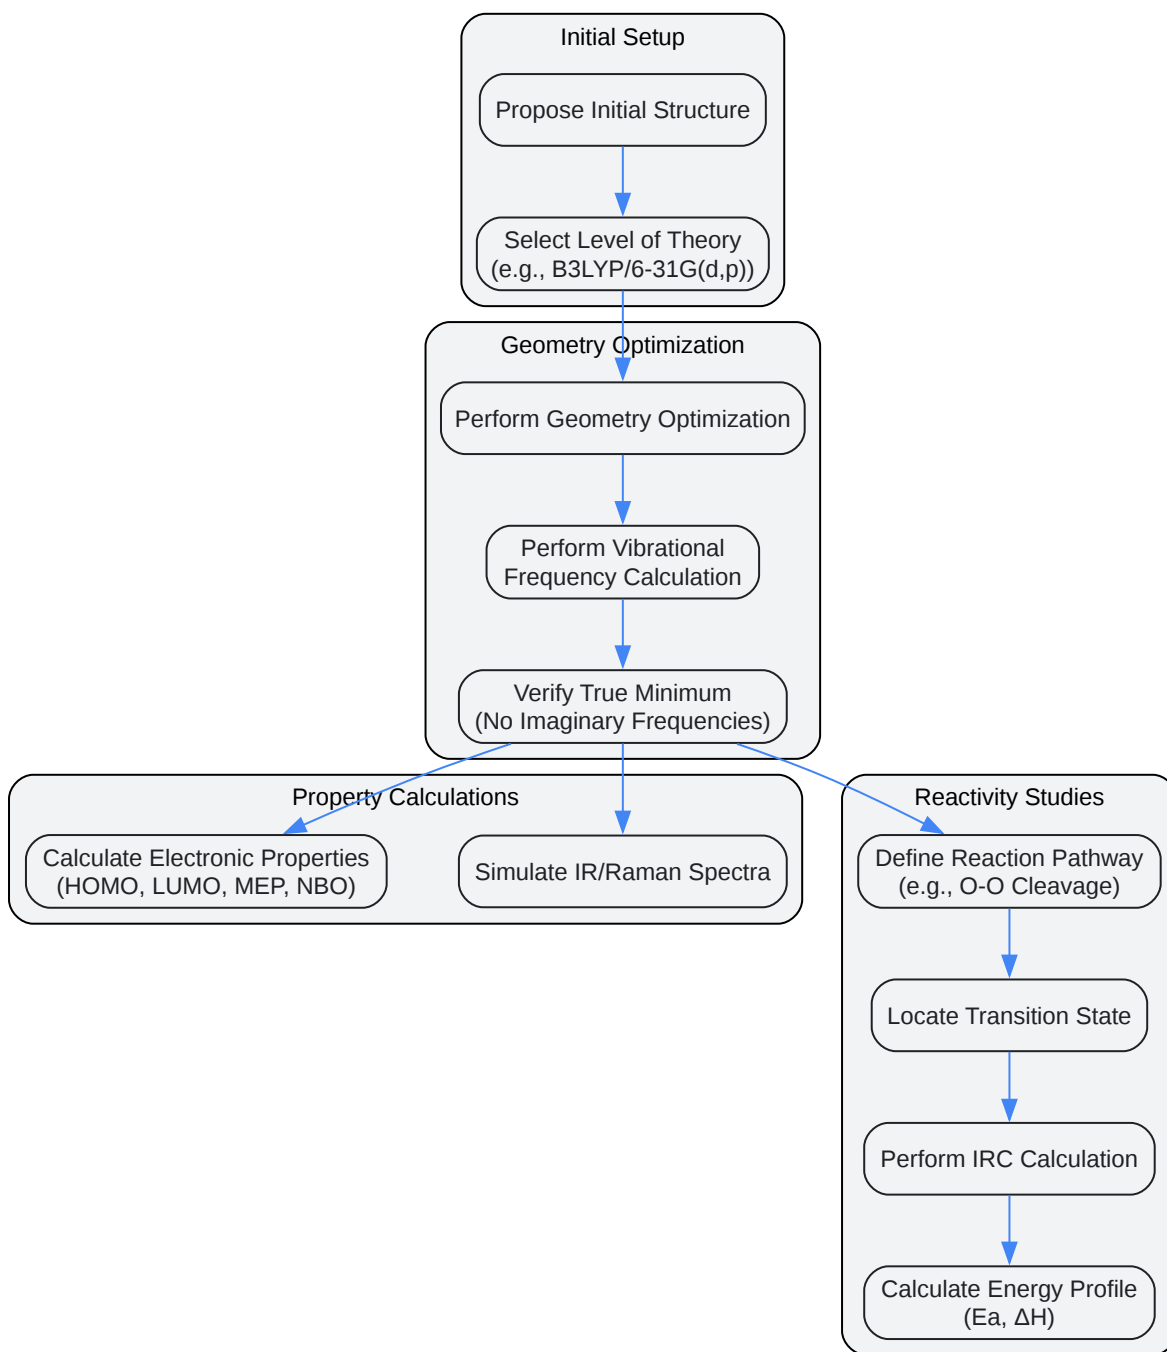 Initial Setup
Propose Initial Structure
Select Level of Theory
(e.g., B3LYP/6-31G(d,p))
Geometry Optimization
Perform Geometry Optimization
Perform Vibrational
Frequency Calculation
Verify True Minimum
(No Imaginary Frequencies)
Property Calculations
Calculate Electronic Properties
(HOMO, LUMO, MEP, NBO)
Simulate IR/Raman Spectra
Reactivity Studies
Define Reaction Pathway
(e.g., O-O Cleavage)
Locate Transition State
Perform IRC Calculation
Calculate Energy Profile
(Ea, ΔH)